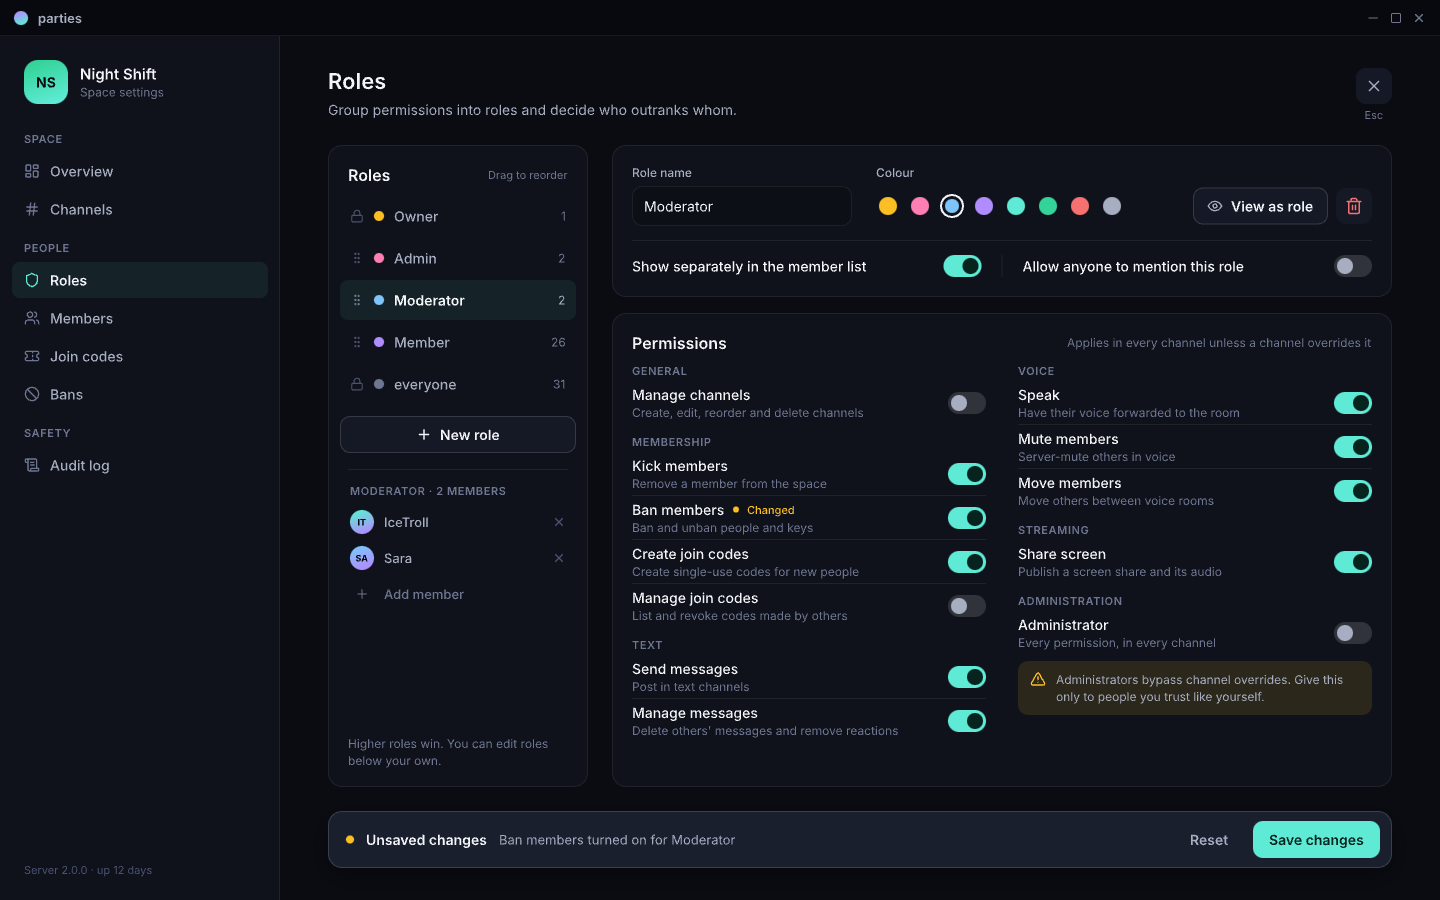 parties
NS
Night Shift
Space settings
SPACE
Overview
Channels
PEOPLE
Roles
Members
Join codes
Bans
SAFETY
Audit log
Server 2.0.0 · up 12 days
Roles
Group permissions into roles and decide who outranks whom.
Esc
Roles
Drag to reorder
Owner 1
Admin 2
Moderator 2
Member 26
everyone 31
New role
MODERATOR · 2 MEMBERS
IT IceTroll
SA Sara
Add member
Higher roles win. You can edit roles
below your own.
Role name
Moderator
Colour
View as role
Show separately in the member list
Allow anyone to mention this role
Permissions
Applies in every channel unless a channel overrides it
GENERAL
Manage channels
Create, edit, reorder and delete channels
MEMBERSHIP
Kick members
Remove a member from the space
Ban members Changed
Ban and unban people and keys
Create join codes
Create single-use codes for new people
Manage join codes
List and revoke codes made by others
TEXT
Send messages
Post in text channels
Manage messages
Delete others' messages and remove reactions
VOICE
Speak
Have their voice forwarded to the room
Mute members
Server-mute others in voice
Move members
Move others between voice rooms
STREAMING
Share screen
Publish a screen share and its audio
ADMINISTRATION
Administrator
Every permission, in every channel
Administrators bypass channel overrides. Give this
only to people you trust like yourself.
Unsaved changes Ban members turned on for Moderator
Reset
Save changes